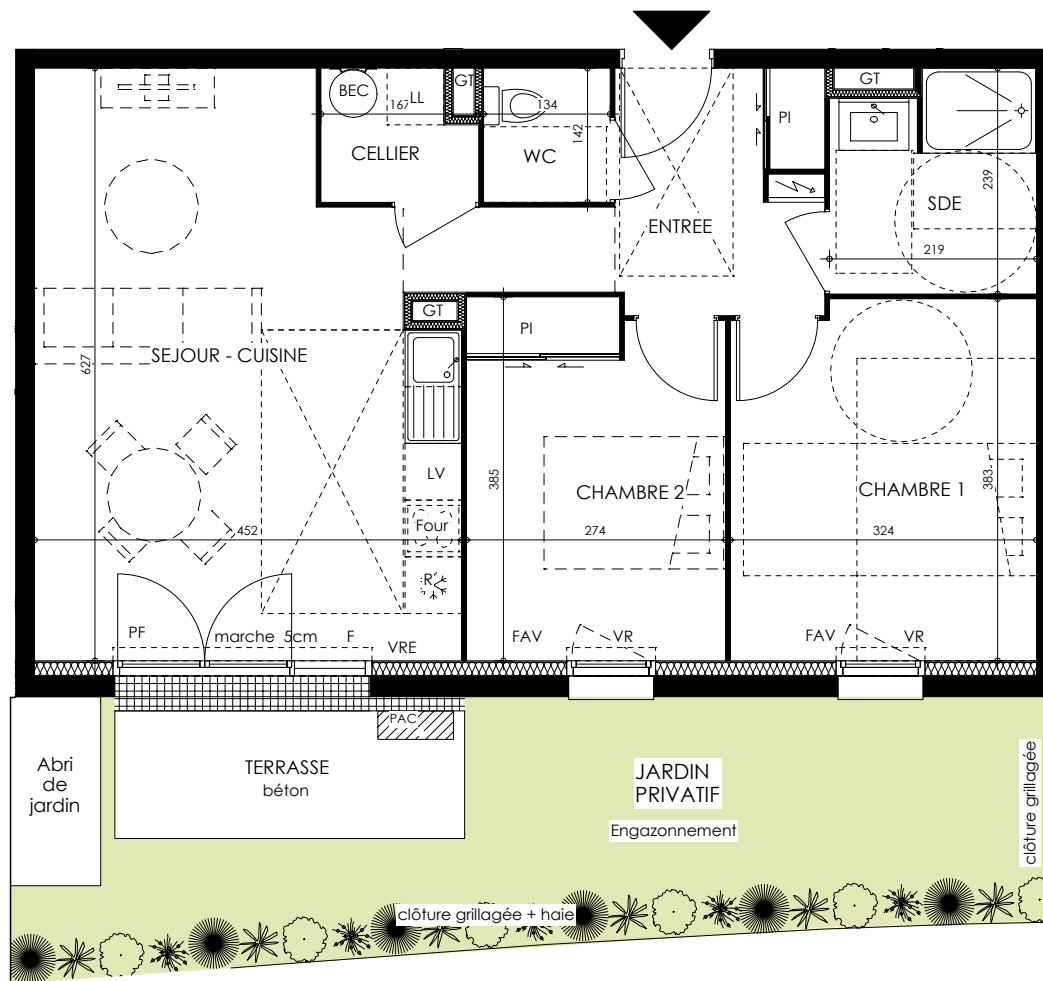 BEC
167
LL
GT
134
142
WC
CELLIER
PI
GT
239
SDE
219
ENTREE
GT
PI
SEJOUR - CUISINE
627
LV
Four
R
385
CHAMBRE 2
383
CHAMBRE 1
452
274
324
PF
marche 5cm
F
VRE
FAV
VR
FAV
VR
PAC
Abri
de
jardin
TERRASSE
béton
JARDIN
PRIVATIF
Engazonnement
clôture grillagée
clôture grillagée + haie